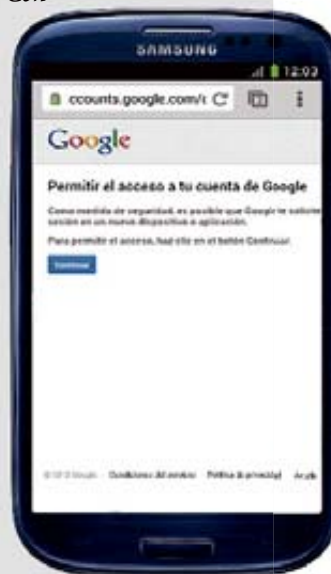 SAMSUNG
12:03
ccounts.google.com/
Google
Permitir el acceso a tu cuenta de Google
Como medida de seguridad, es posible que Google te solicite
sesión en un nuevo dispositivo o aplicación.
Para permitir el acceso, haz clic en el botón Continuar.
Continuar
Condiciones del servicio Política de privacidad Ayuda